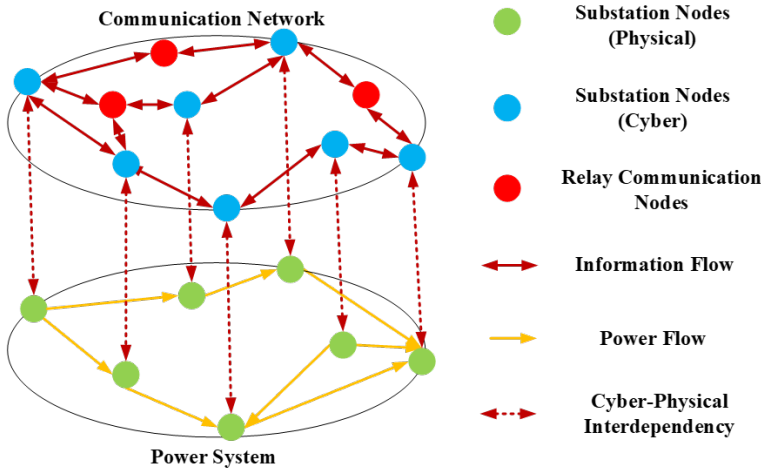 Communication Network
Power System
Substation Nodes
(Physical)
Substation Nodes
(Cyber)
Relay Communication
Nodes
Information Flow
Power Flow
Cyber-Physical
Interdependency